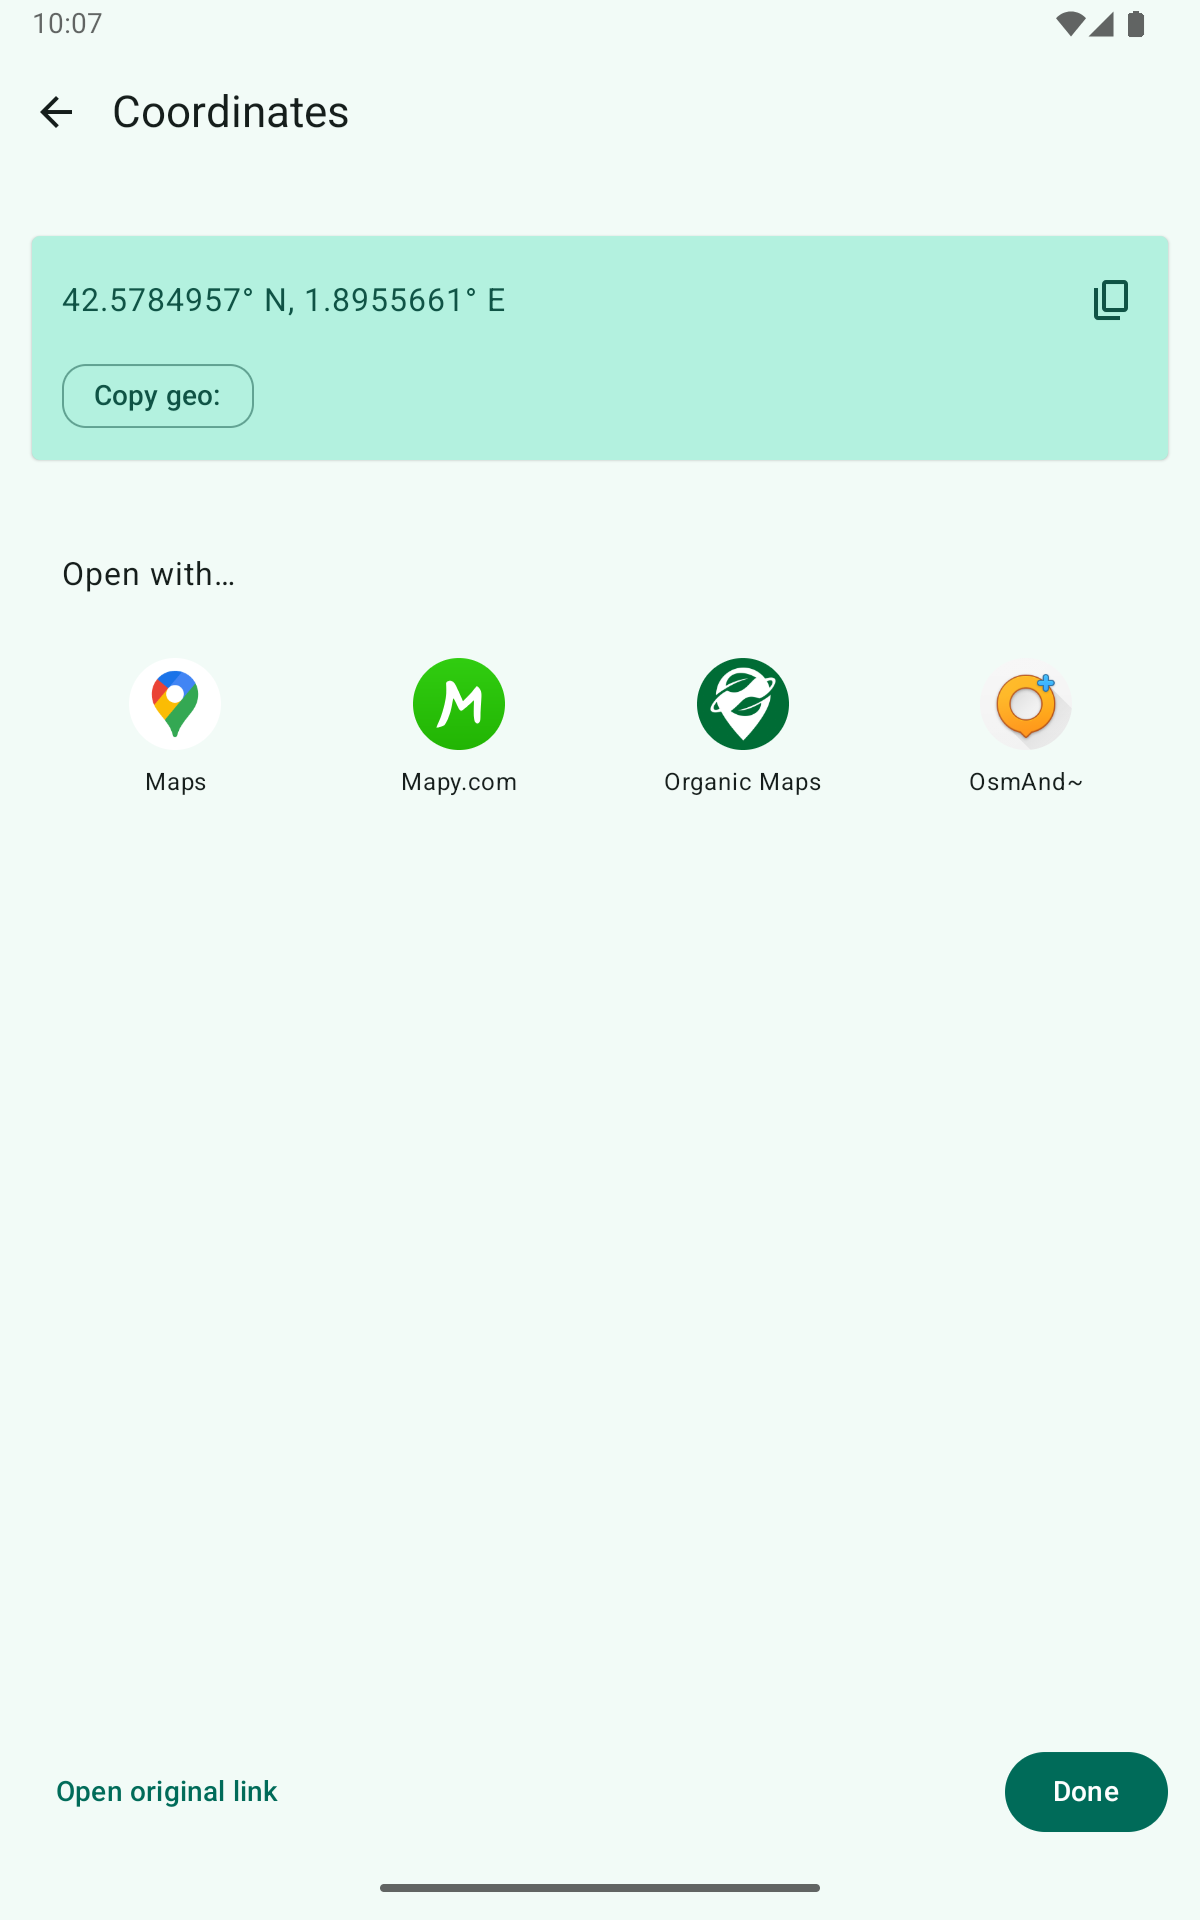 10:07
Coordinates
42.5784957° N, 1.8955661° E
Copy geo:
Open with…
Maps
Mapy.com
Organic Maps
OsmAnd~
Open original link
Done